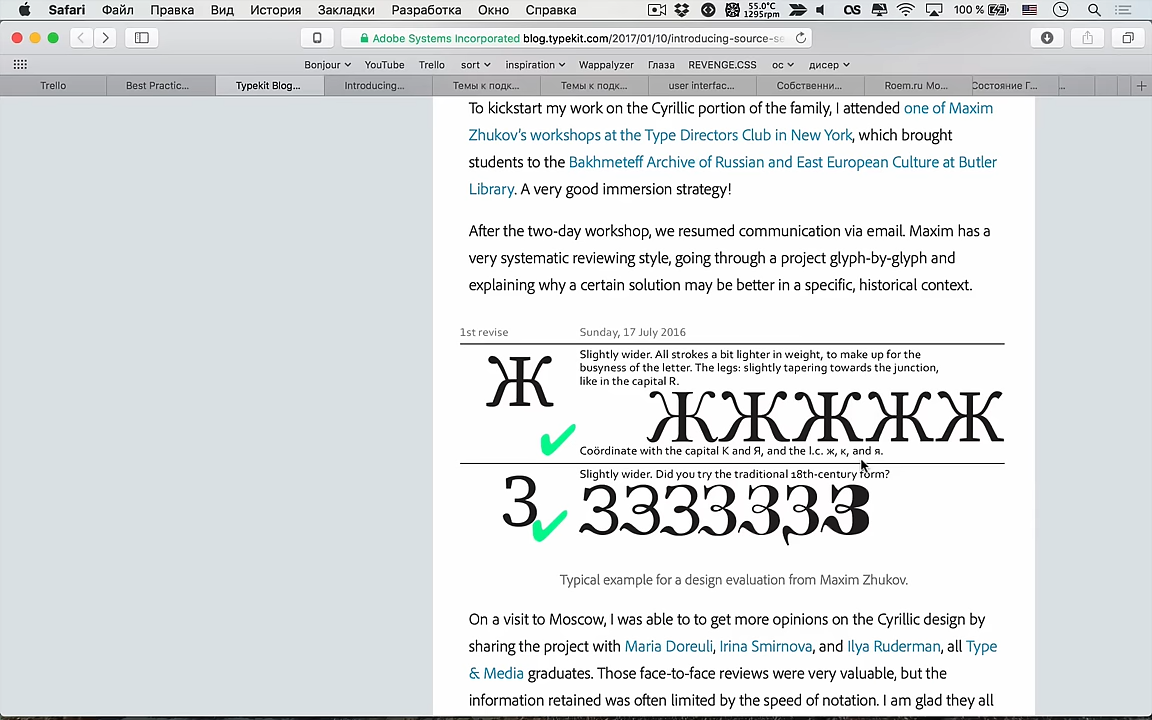 Safari Файл Правка Вид История Закладки Разработка Окно Справка 55.0°C 1295rpm 100 %
Adobe Systems Incorporated blog.typekit.com/2017/01/10/introducing-source-se
Bonjour YouTube Trello sort inspiration Wappalyzer Глаза REVENGE.CSS ос дисер
Trello Best Practic... Typekit Blog... Introducing... Темы к подк... Темы к подк... user interfac... Собственни... Roem.ru Mo... Состояние Г...
To kickstart my work on the Cyrillic portion of the family, I attended one of Maxim
Zhukov's workshops at the Type Directors Club in New York, which brought
students to the Bakhmeteff Archive of Russian and East European Culture at Butler
Library. A very good immersion strategy!
After the two-day workshop, we resumed communication via email. Maxim has a
very systematic reviewing style, going through a project glyph-by-glyph and
explaining why a certain solution may be better in a specific, historical context.
1st revise Sunday, 17 July 2016
Slightly wider. All strokes a bit lighter in weight, to make up for the
busyness of the letter. The legs: slightly tapering towards the junction,
like in the capital R.
Ж ЖЖЖЖЖ
Coördinate with the capital К and Я, and the l.c. ж, к, and я.
Slightly wider. Did you try the traditional 18th-century form?
З ЗЗЗЗЗЗЗ
Typical example for a design evaluation from Maxim Zhukov.
On a visit to Moscow, I was able to to get more opinions on the Cyrillic design by
sharing the project with Maria Doreuli, Irina Smirnova, and Ilya Ruderman, all Type
& Media graduates. Those face-to-face reviews were very valuable, but the
information retained was often limited by the speed of notation. I am glad they all